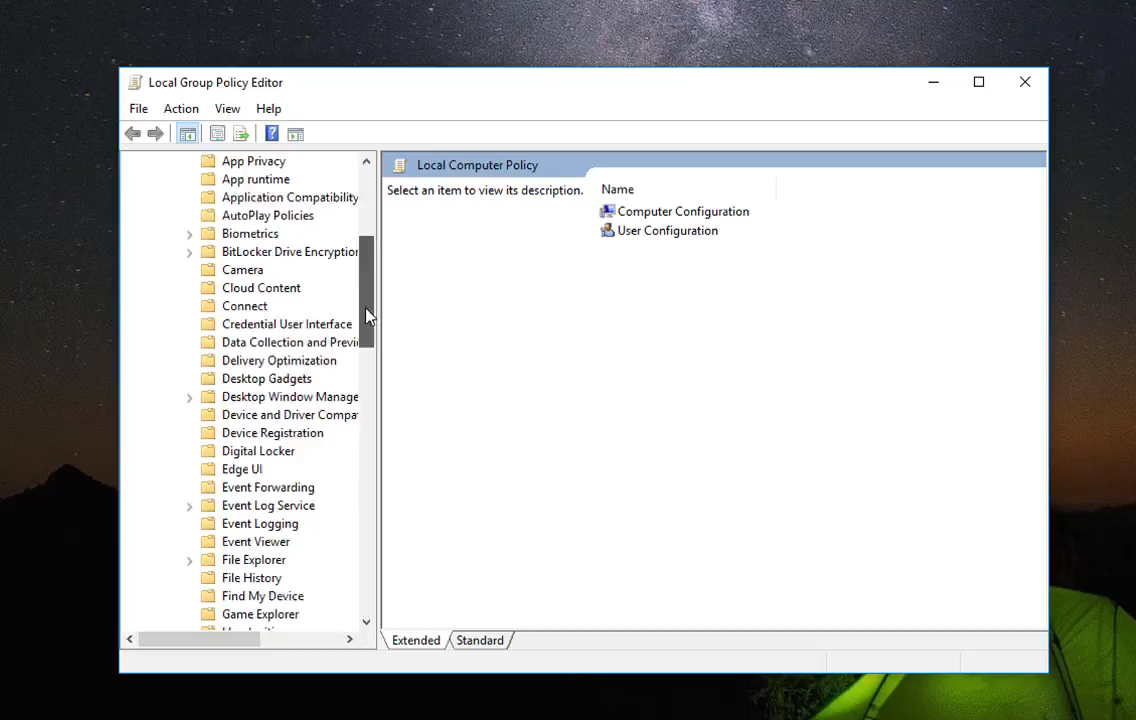 Local Group Policy Editor
File Action View Help
App Privacy
App runtime
Application Compatibility
AutoPlay Policies
Biometrics
BitLocker Drive Encryption
Camera
Cloud Content
Connect
Credential User Interface
Data Collection and Previ
Delivery Optimization
Desktop Gadgets
Desktop Window Manage
Device and Driver Compa
Device Registration
Digital Locker
Edge UI
Event Forwarding
Event Log Service
Event Logging
Event Viewer
File Explorer
File History
Find My Device
Game Explorer
Local Computer Policy
Select an item to view its description.
Name
Computer Configuration
User Configuration
Extended Standard